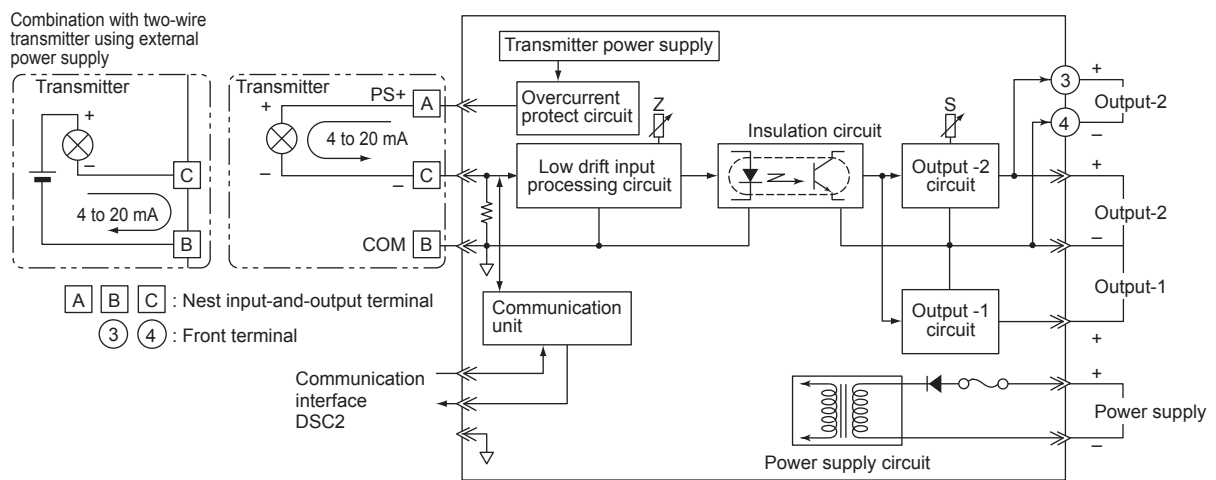 Combination with two-wire
transmitter using external
power supply
Transmitter
+
−
C
4 to 20 mA
B
Transmitter
PS+
A
+
4 to 20 mA
−
−
C
COM
B
A B C : Nest input-and-output terminal
3 4 : Front terminal
Transmitter power supply
Overcurrent
protect circuit
Z
Low drift input
processing circuit
Insulation circuit
S
Output -2
circuit
Output -1
circuit
Communication
unit
Communication
interface
DSC2
3
+
Output-2
4
−
+
Output-2
−
Output-1
+
+
Power supply
−
Power supply circuit